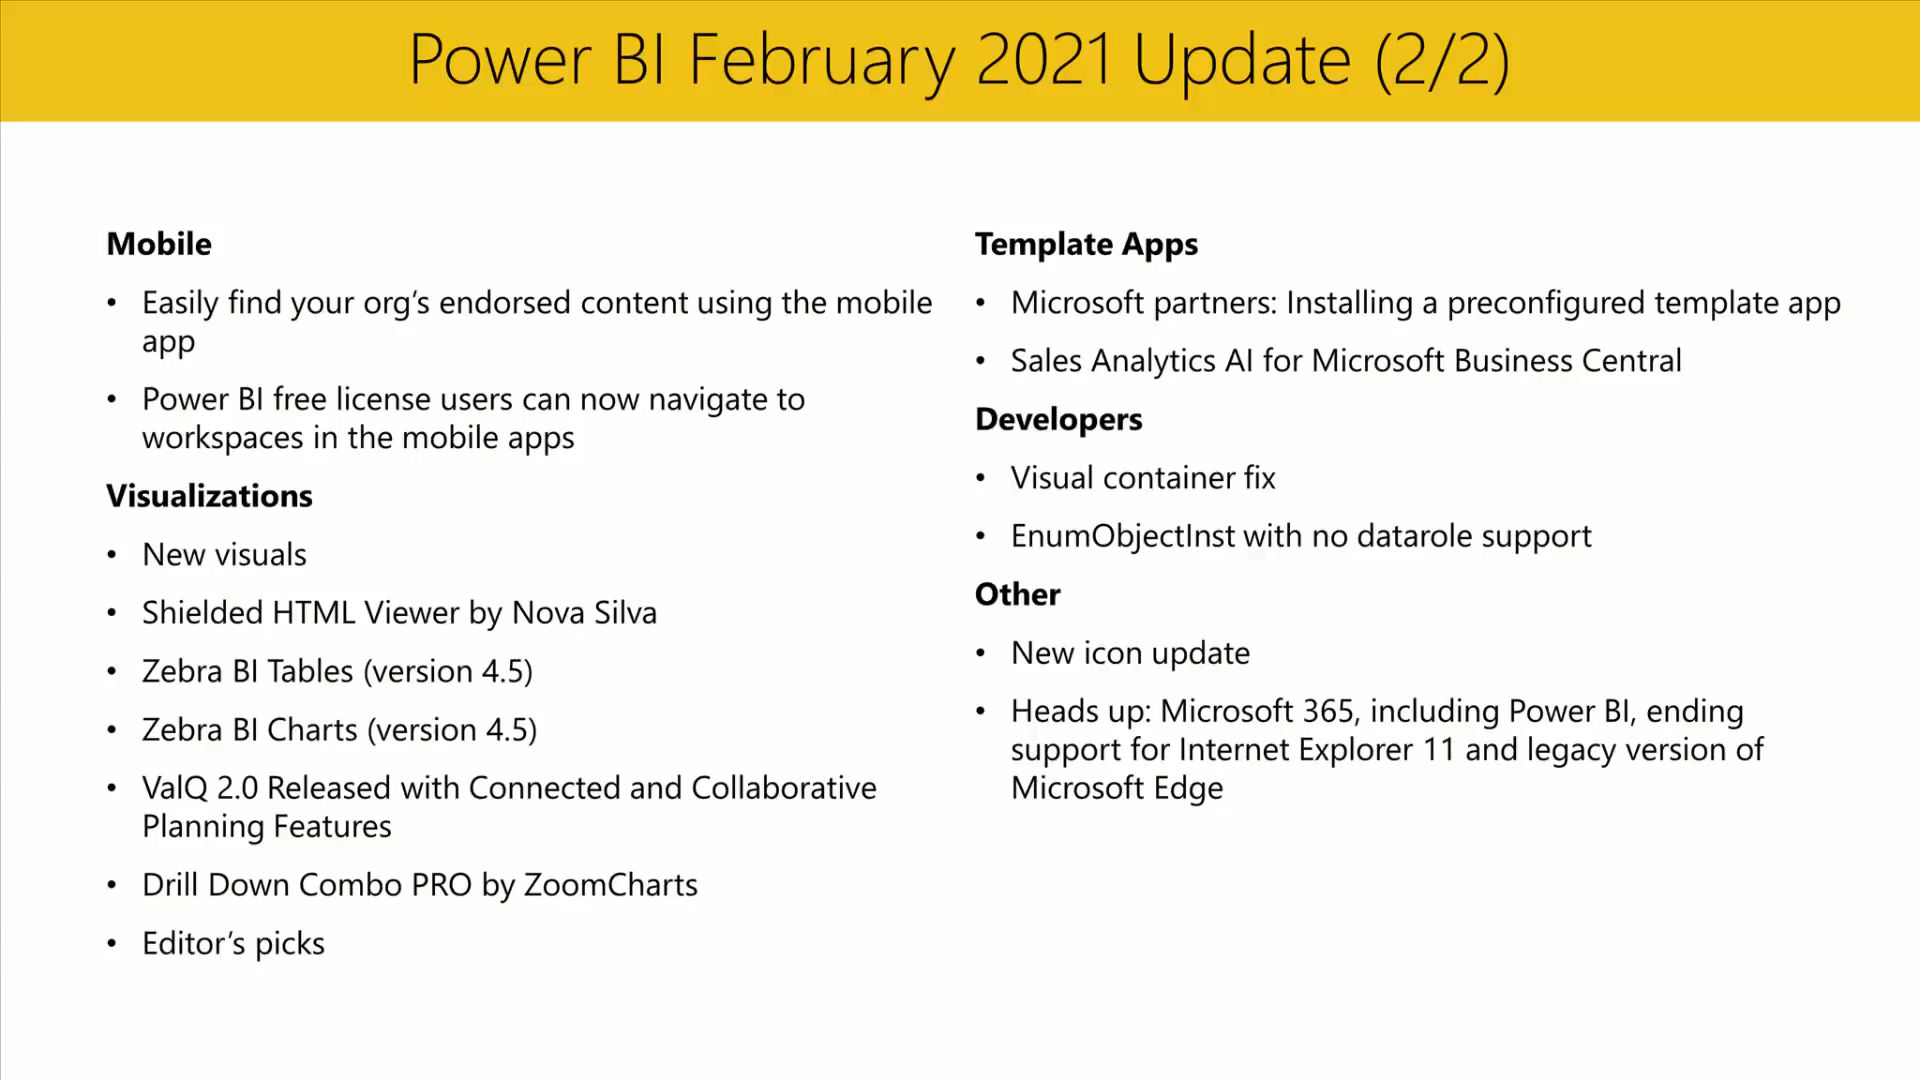 Power BI February 2021 Update (2/2)
Mobile
• Easily find your org’s endorsed content using the mobile
app
• Power BI free license users can now navigate to
workspaces in the mobile apps
Visualizations
• New visuals
• Shielded HTML Viewer by Nova Silva
• Zebra BI Tables (version 4.5)
• Zebra BI Charts (version 4.5)
• ValQ 2.0 Released with Connected and Collaborative
Planning Features
• Drill Down Combo PRO by ZoomCharts
• Editor’s picks
Template Apps
• Microsoft partners: Installing a preconfigured template app
• Sales Analytics AI for Microsoft Business Central
Developers
• Visual container fix
• EnumObjectInst with no datarole support
Other
• New icon update
• Heads up: Microsoft 365, including Power BI, ending
support for Internet Explorer 11 and legacy version of
Microsoft Edge